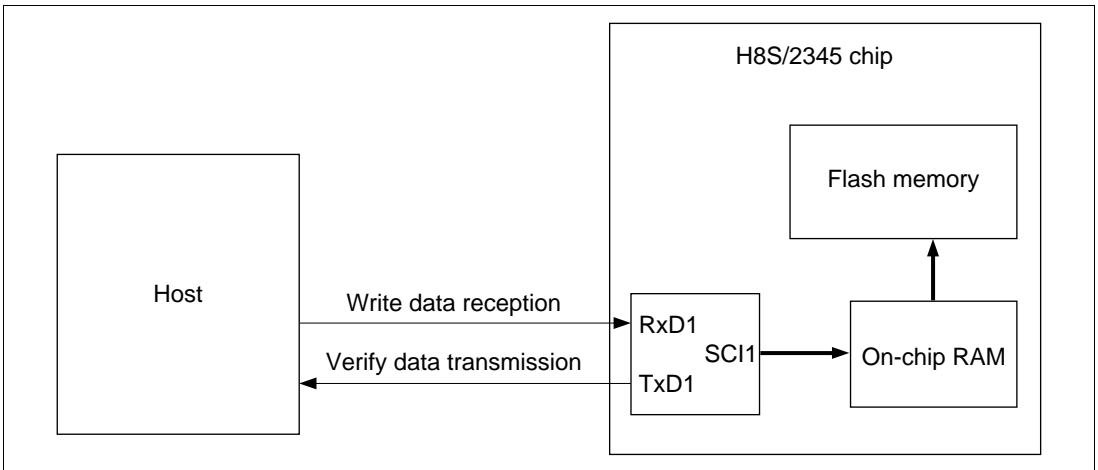 H8S/2345 chip
Flash memory
Host
Write data reception
RxD1
SCI1
On-chip RAM
Verify data transmission
TxD1